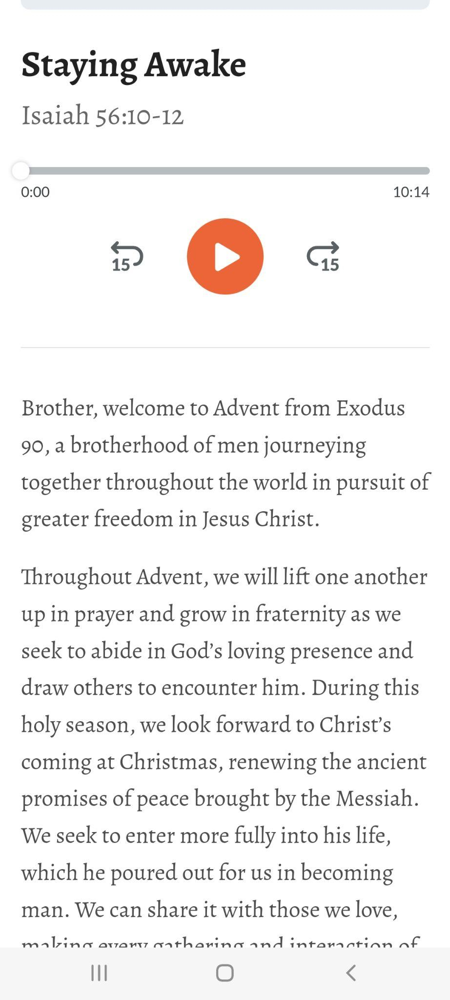 Staying Awake
Isaiah 56:10-12
0:00
10:14
15
15
Brother, welcome to Advent from Exodus
90, a brotherhood of men journeying
together throughout the world in pursuit of
greater freedom in Jesus Christ.
Throughout Advent, we will lift one another
up in prayer and grow in fraternity as we
seek to abide in God’s loving presence and
draw others to encounter him. During this
holy season, we look forward to Christ’s
coming at Christmas, renewing the ancient
promises of peace brought by the Messiah.
We seek to enter more fully into his life,
which he poured out for us in becoming
man. We can share it with those we love,
making every gathering and interaction of